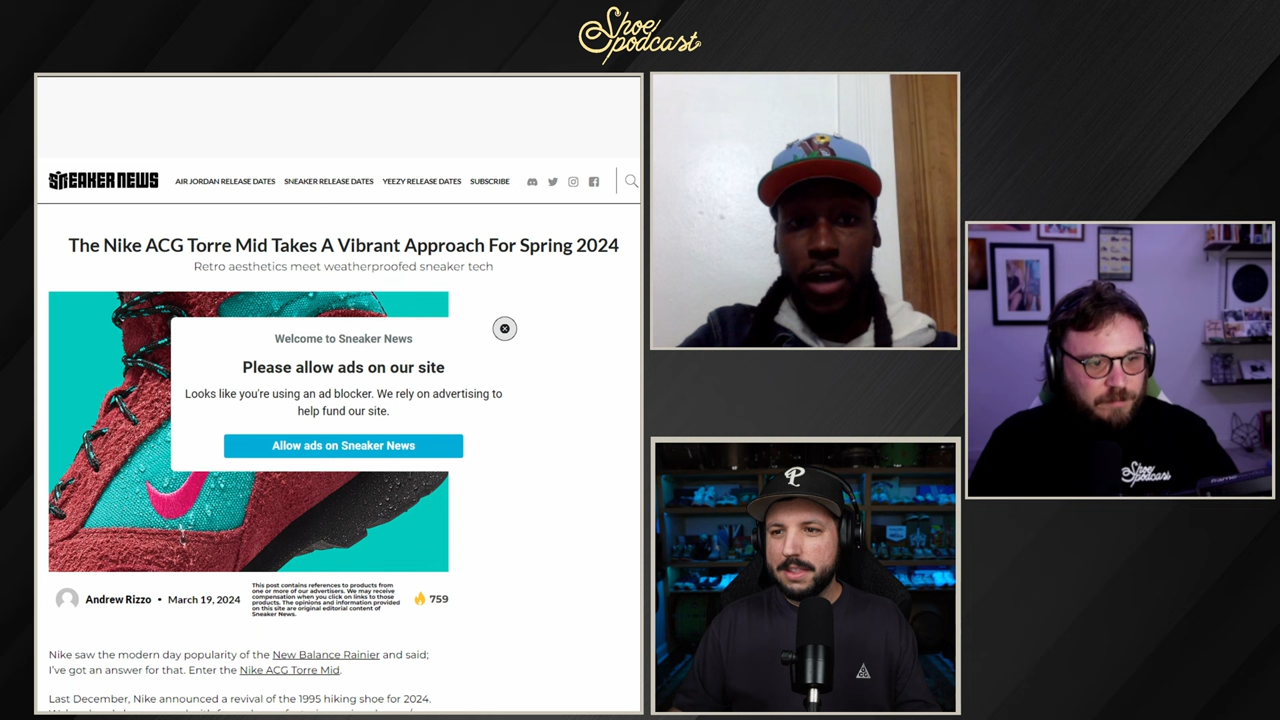 Shoe
podcast
SNEAKER NEWS
AIR JORDAN RELEASE DATES SNEAKER RELEASE DATES YEEZY RELEASE DATES SUBSCRIBE
The Nike ACG Torre Mid Takes A Vibrant Approach For Spring 2024
Retro aesthetics meet weatherproofed sneaker tech
Welcome to Sneaker News
Please allow ads on our site
Looks like you're using an ad blocker. We rely on advertising to
help fund our site.
Allow ads on Sneaker News
Andrew Rizzo • March 19, 2024
This post contains references to products from
one or more of our advertisers. We may receive
compensation when you click on links to those
products. The opinions and information provided
on this site are original editorial content of
Sneaker News.
759
Nike saw the modern day popularity of the New Balance Rainier and said;
I've got an answer for that. Enter the Nike ACG Torre Mid.
Last December, Nike announced a revival of the 1995 hiking shoe for 2024.
Shoe
podcast
P